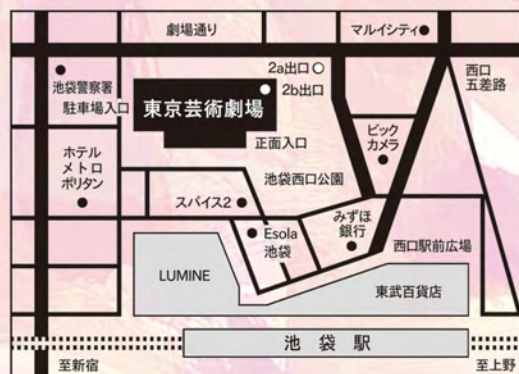 劇場通り
マルイシティ
2a出口
2b出口
西口
五差路
池袋警察署
駐車場入口
東京芸術劇場
正面入口
ビック
カメラ
ホテル
メトロ
ポリタン
池袋西口公園
スパイス2
Esola
池袋
みずほ
銀行
西口駅前広場
LUMINE
東武百貨店
池袋駅
至新宿
至上野